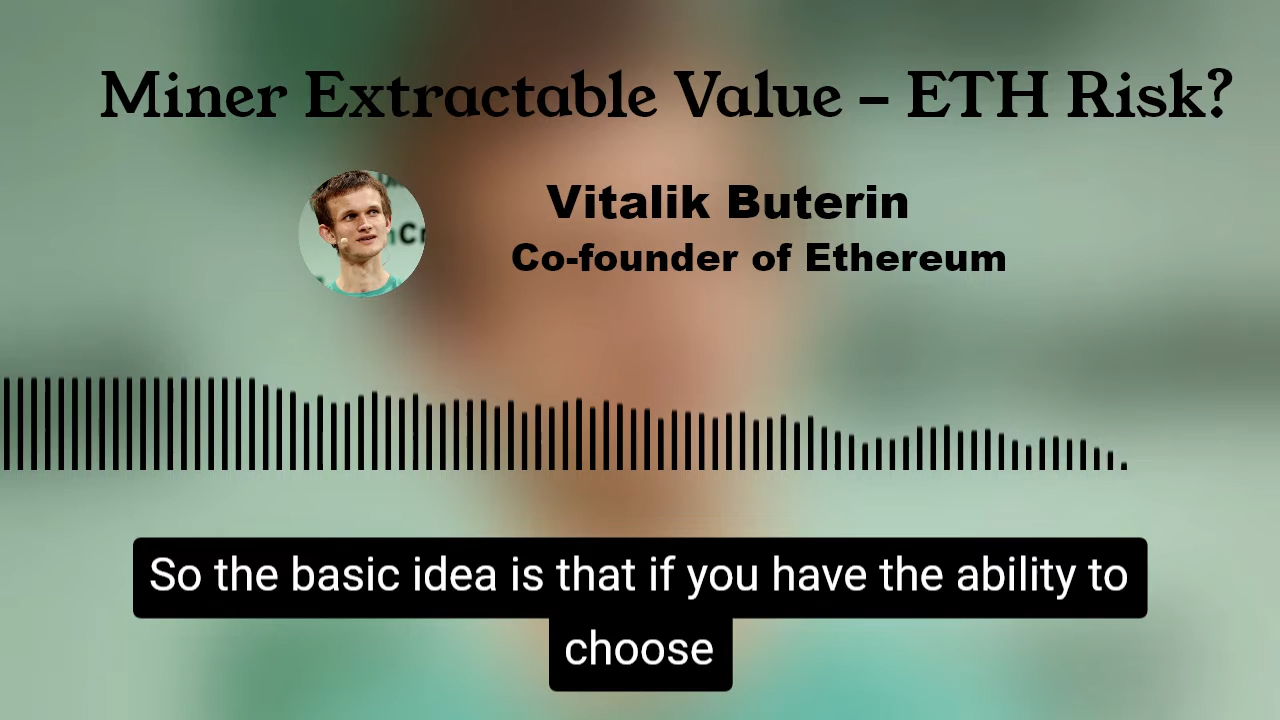 Miner Extractable Value – ETH Risk?
Vitalik Buterin
Co-founder of Ethereum
So the basic idea is that if you have the ability to
choose